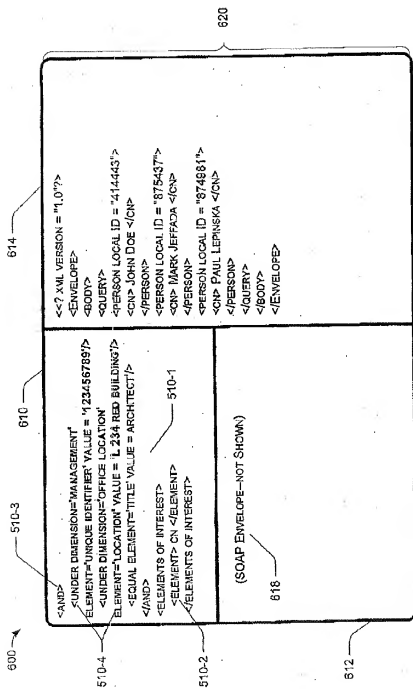 600
510-3
610
614
<AND>
<UNDER DIMENSION='MANAGEMENT'
ELEMENT='UNIQUE IDENTIFIER' VALUE = '123456789'/>
<UNDER DIMENSION='OFFICE LOCATION'
ELEMENT='LOCATION' VALUE = 'L 234 RED BUILDING'/>
<EQUAL ELEMENT='TITLE' VALUE = ARCHITECT'/>
</AND>
<ELEMENTS OF INTEREST>
<ELEMENT> CN </ELEMENT>
</ELEMENTS OF INTEREST>
510-4
510-1
510-2
<<? XML VERSION = "1.0"?>
<ENVELOPE>
<BODY>
<QUERY>
<PERSON LOCAL ID = "414443">
<CN> JOHN DOE </CN>
</PERSON>
<PERSON LOCAL ID = "875437">
<CN> MARK JEFFADA </CN>
</PERSON>
<PERSON LOCAL ID = "874981">
<CN> PAUL LEPINSKA </CN>
</PERSON>
</QUERY>
</BODY>
</ENVELOPE>
(SOAP ENVELOPE—NOT SHOWN)
618
612
620